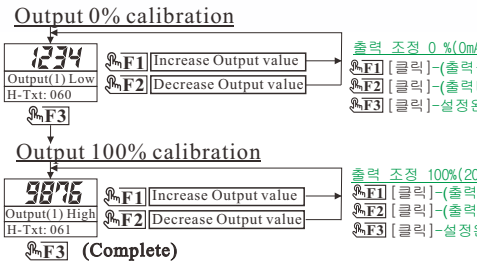 Output 0% calibration
1234
Output(1) Low
H-Txt: 060
F1 Increase Output value
F2 Decrease Output value
F3
출력 조정 0 %(0mA
F1 [클릭]-(출력
F2 [클릭]-(출력
F3 [클릭]-설정완
Output 100% calibration
9876
Output(1) High
H-Txt: 061
F1 Increase Output value
F2 Decrease Output value
F3 (Complete)
출력 조정 100%(20
F1 [클릭]-(출력
F2 [클릭]-(출력
F3 [클릭]-설정완